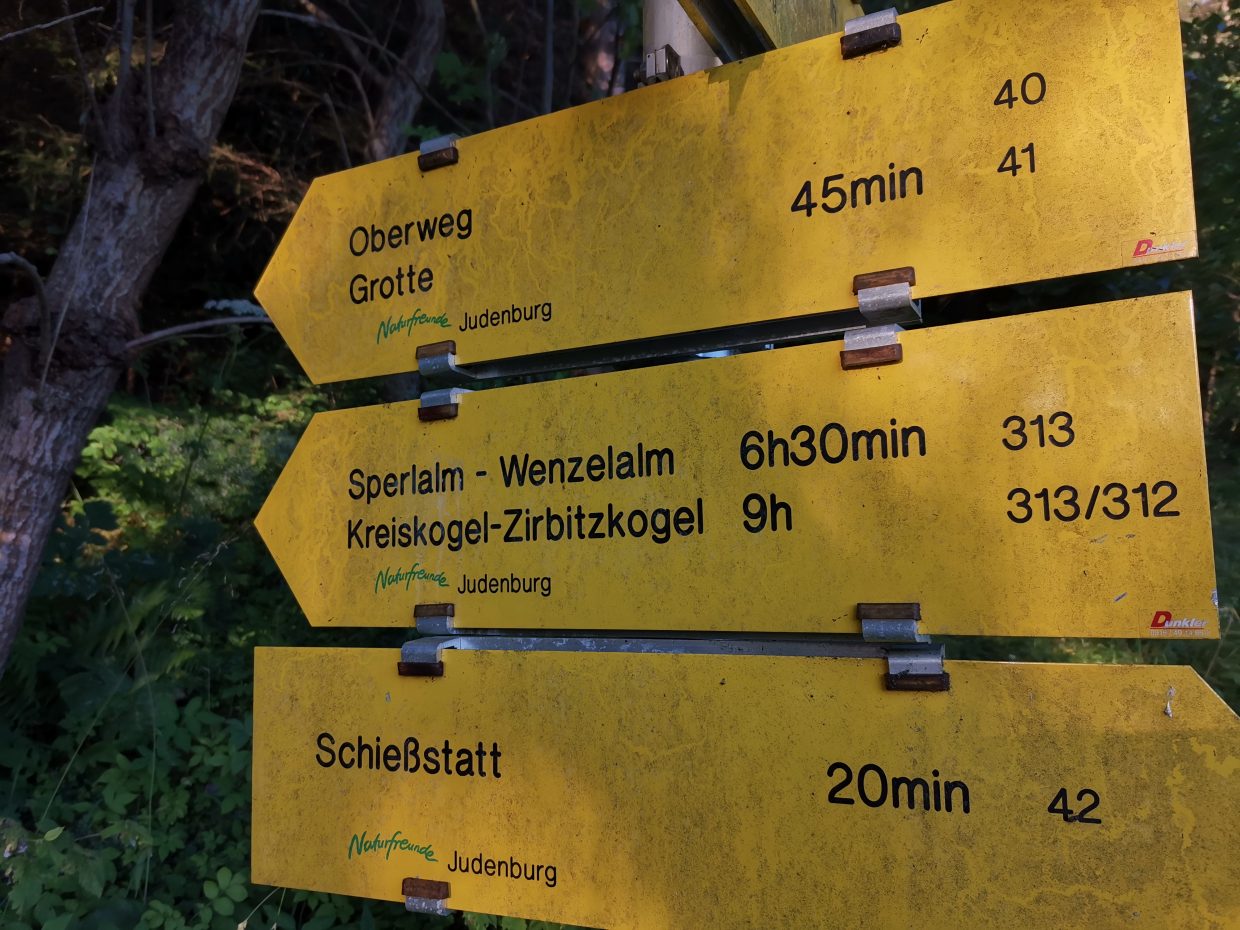 40
45min 41
Oberweg
Grotte
Naturfreunde Judenburg
Dunkler
Sperlalm - Wenzelalm 6h30min 313
Kreiskogel-Zirbitzkogel 9h 313/312
Naturfreunde Judenburg
Dunkler
Schießstatt 20min 42
Naturfreunde Judenburg